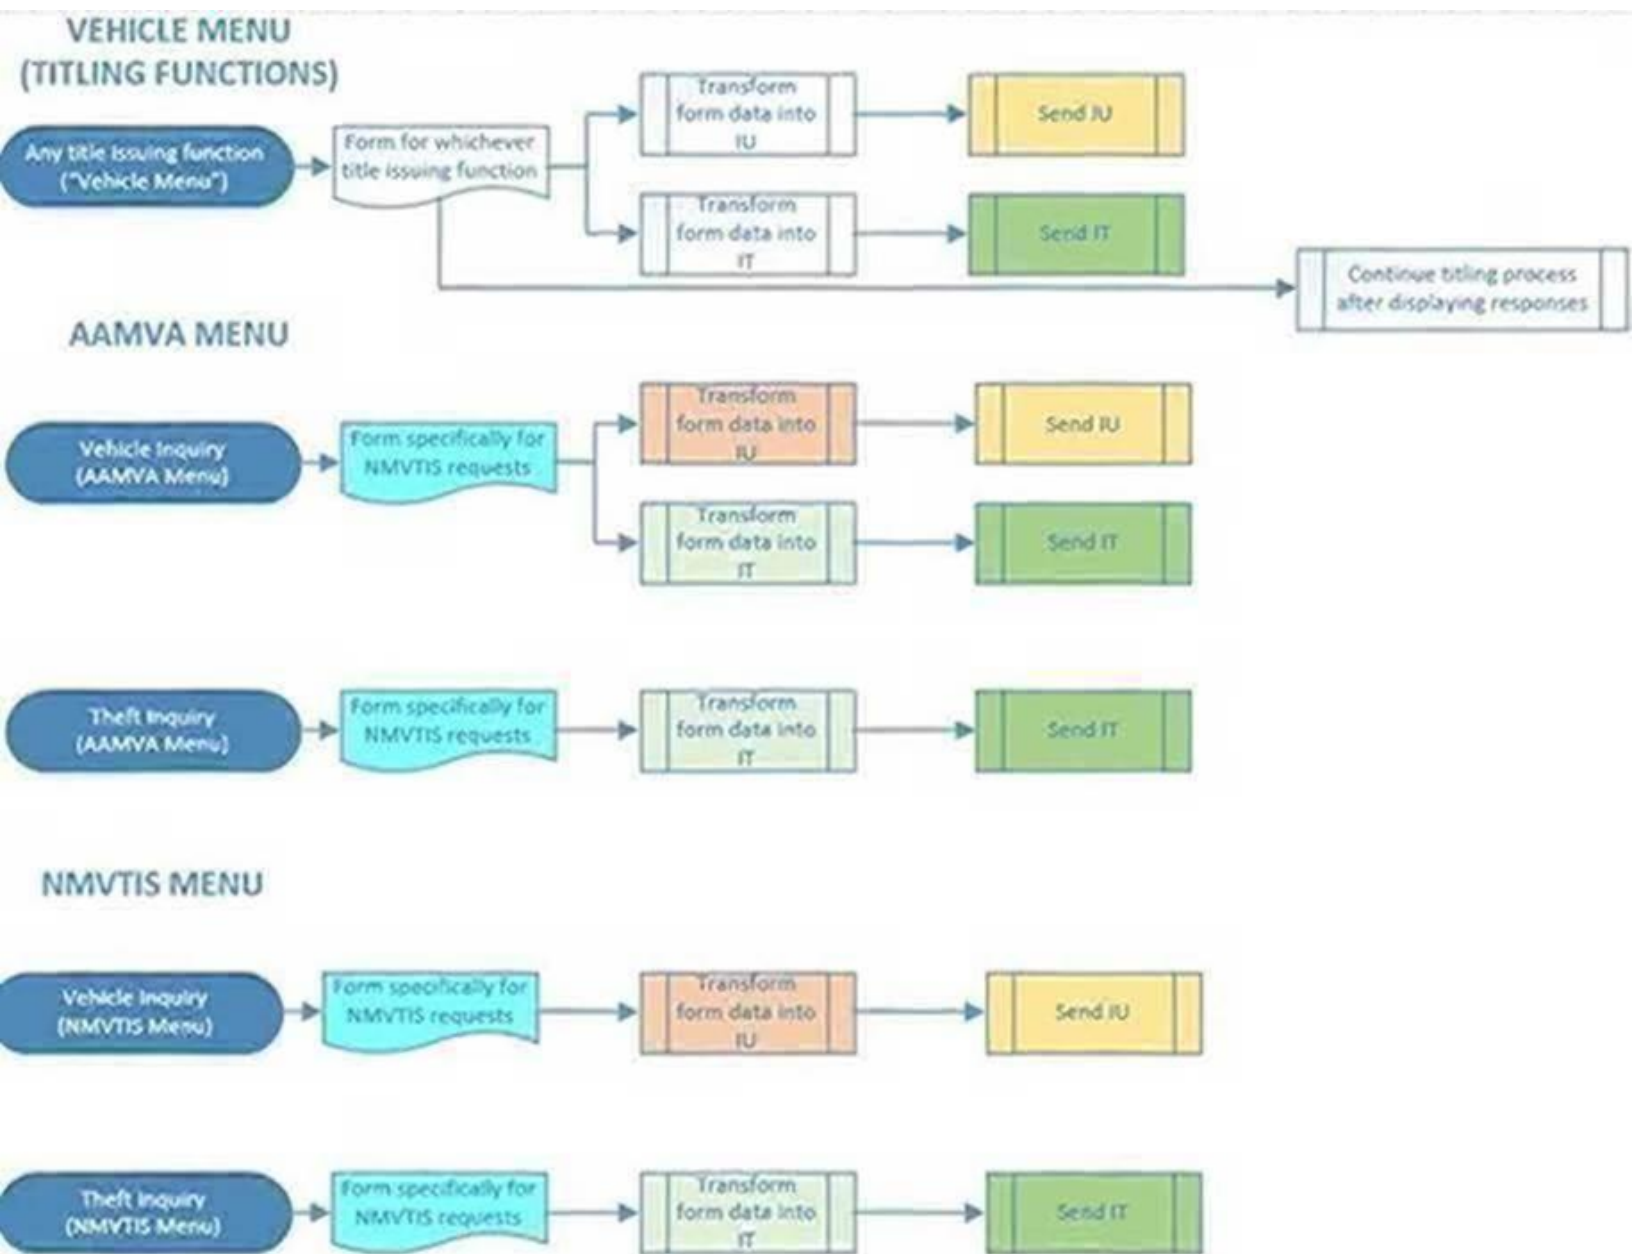 VEHICLE MENU
(TITLING FUNCTIONS)
Any title issuing function
("Vehicle Menu")
Form for whichever
title issuing function
Transform
form data into
IU
Send IU
Transform
form data into
IT
Send IT
Continue titling process
after displaying responses
AAMVA MENU
Vehicle Inquiry
(AAMVA Menu)
Form specifically for
NMVTIS requests
Transform
form data into
IU
Send IU
Transform
form data into
IT
Send IT
Theft Inquiry
(AAMVA Menu)
Form specifically for
NMVTIS requests
Transform
form data into
IT
Send IT
NMVTIS MENU
Vehicle Inquiry
(NMVTIS Menu)
Form specifically for
NMVTIS requests
Transform
form data into
IU
Send IU
Theft Inquiry
(NMVTIS Menu)
Form specifically for
NMVTIS requests
Transform
form data into
IT
Send IT